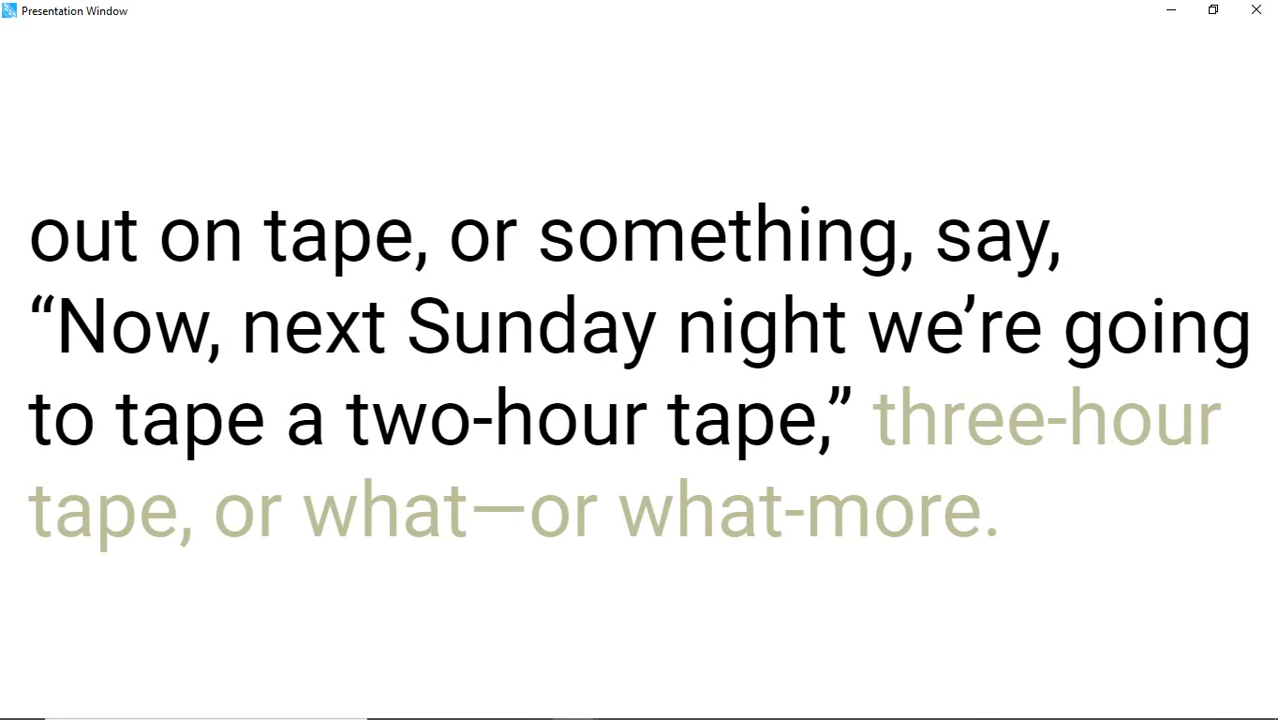 Presentation Window
out on tape, or something, say,
“Now, next Sunday night we’re going
to tape a two-hour tape,” three-hour
tape, or what—or what-more.